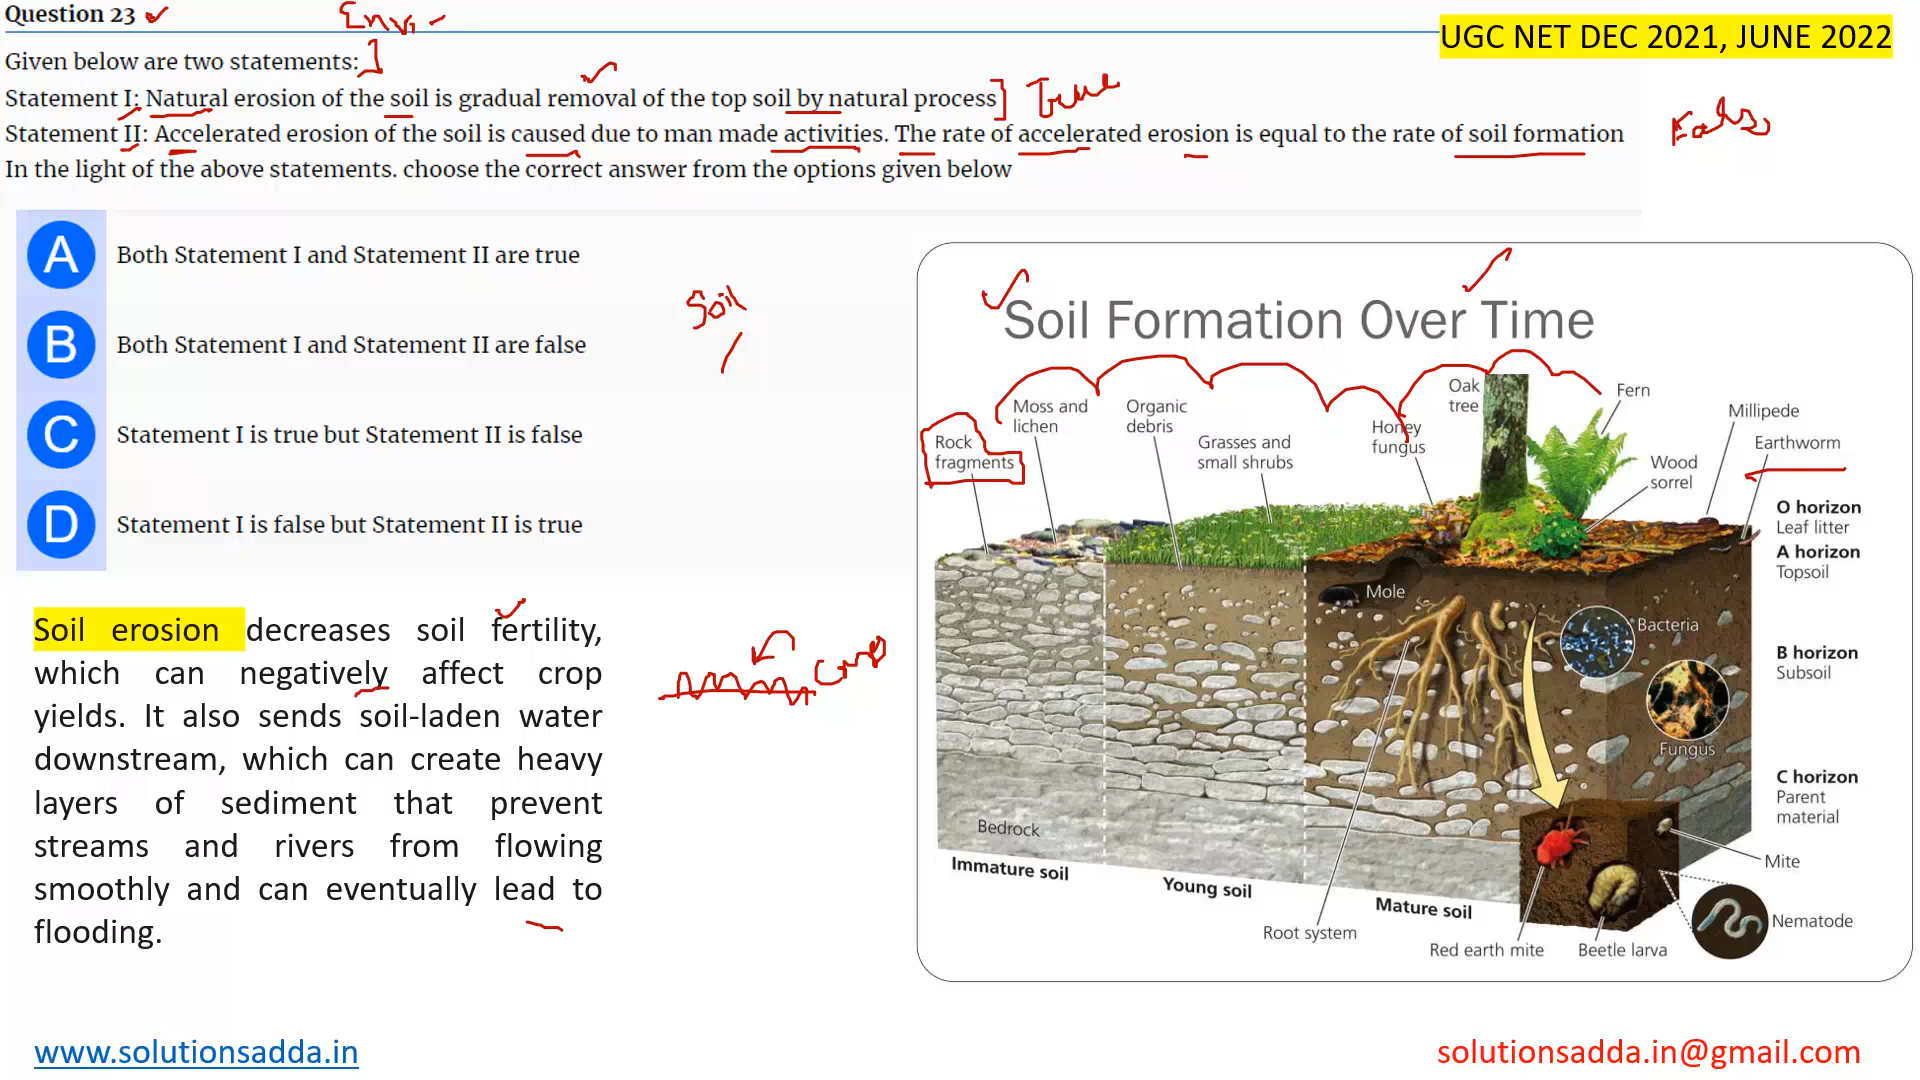 Question 23
Env.
UGC NET DEC 2021, JUNE 2022
Given below are two statements:
Statement I: Natural erosion of the soil is gradual removal of the top soil by natural process
True
Statement II: Accelerated erosion of the soil is caused due to man made activities. The rate of accelerated erosion is equal to the rate of soil formation
In the light of the above statements. choose the correct answer from the options given below
A Both Statement I and Statement II are true
B Both Statement I and Statement II are false
C Statement I is true but Statement II is false
D Statement I is false but Statement II is true
Soil
Soil erosion decreases soil fertility,
which can negatively affect crop
yields. It also sends soil-laden water
downstream, which can create heavy
layers of sediment that prevent
streams and rivers from flowing
smoothly and can eventually lead to
flooding.
Soil Formation Over Time
Rock
fragments
Moss and
lichen
Organic
debris
Grasses and
small shrubs
Honey
fungus
Oak
tree
Fern
Wood
sorrel
Millipede
Earthworm
O horizon
Leaf litter
A horizon
Topsoil
B horizon
Subsoil
C horizon
Parent
material
Mole
Bacteria
Fungus
Bedrock
Immature soil
Young soil
Mature soil
Root system
Red earth mite
Beetle larva
Mite
Nematode
www.solutionsadda.in
solutionsadda.in@gmail.com